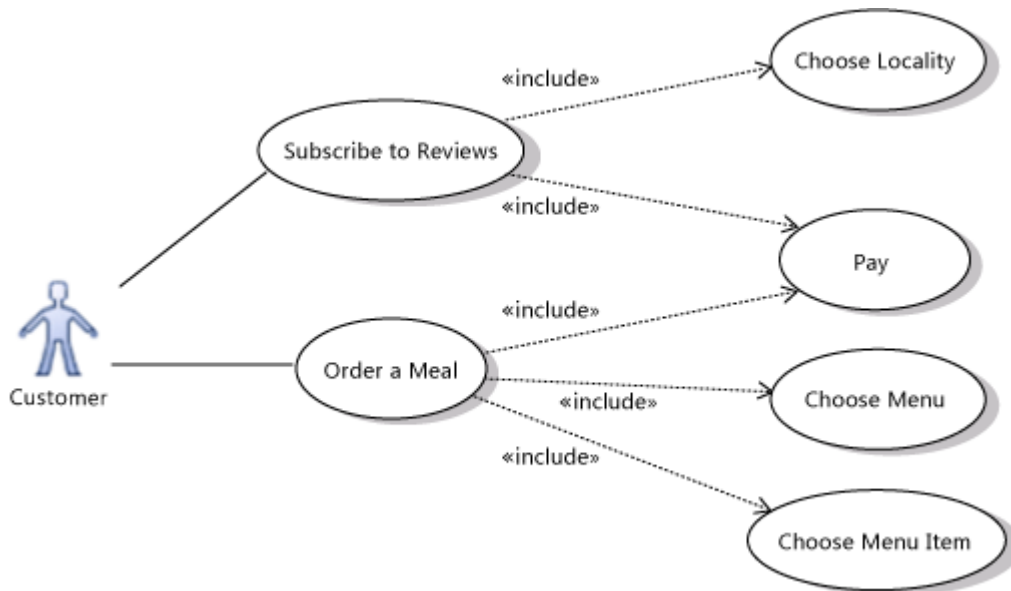 Choose Locality
«include»
Subscribe to Reviews
«include»
Pay
«include»
Order a Meal
Customer
«include»
Choose Menu
«include»
Choose Menu Item